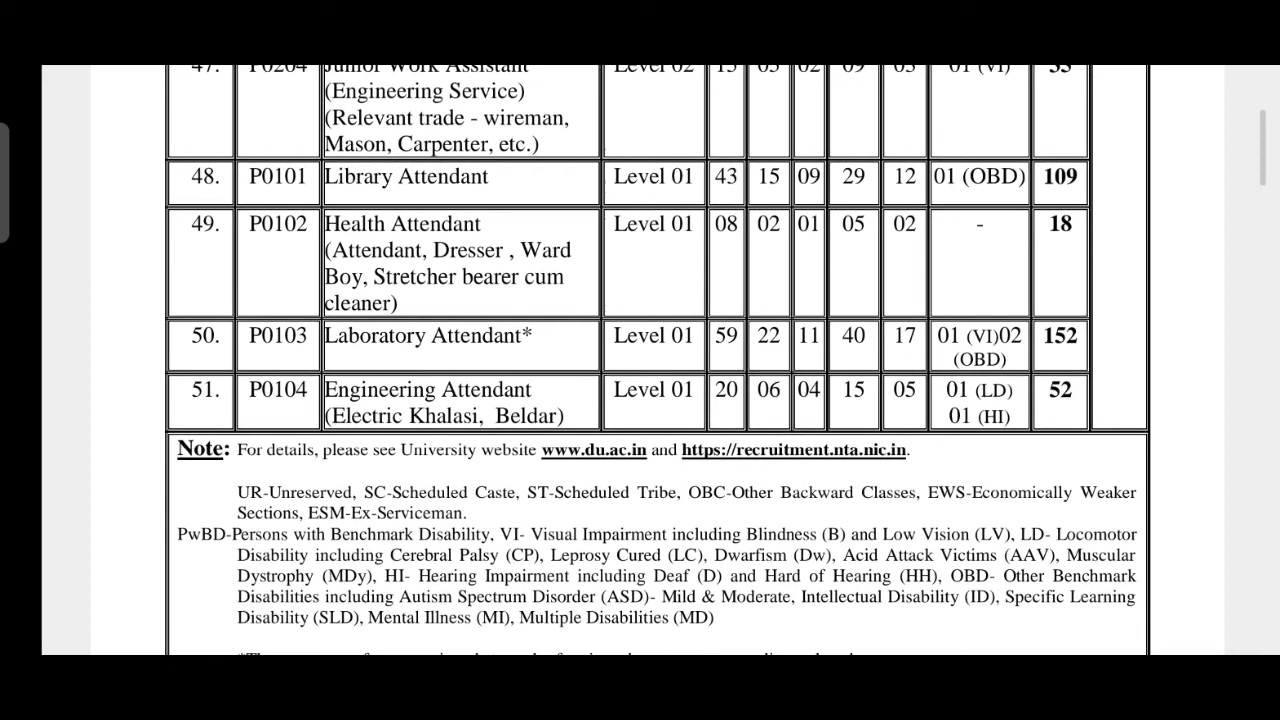 47. P0204 Junior Work Assistant Level 02 15 05 02 09 03 01 (VI) 35
(Engineering Service)
(Relevant trade - wireman,
Mason, Carpenter, etc.)
48. P0101 Library Attendant Level 01 43 15 09 29 12 01 (OBD) 109
49. P0102 Health Attendant Level 01 08 02 01 05 02 - 18
(Attendant, Dresser , Ward
Boy, Stretcher bearer cum
cleaner)
50. P0103 Laboratory Attendant* Level 01 59 22 11 40 17 01 (VI)02 152
(OBD)
51. P0104 Engineering Attendant Level 01 20 06 04 15 05 01 (LD) 52
(Electric Khalasi, Beldar) 01 (HI)
Note: For details, please see University website www.du.ac.in and https://recruitment.nta.nic.in.
UR-Unreserved, SC-Scheduled Caste, ST-Scheduled Tribe, OBC-Other Backward Classes, EWS-Economically Weaker
Sections, ESM-Ex-Serviceman.
PwBD-Persons with Benchmark Disability, VI- Visual Impairment including Blindness (B) and Low Vision (LV), LD- Locomotor
Disability including Cerebral Palsy (CP), Leprosy Cured (LC), Dwarfism (Dw), Acid Attack Victims (AAV), Muscular
Dystrophy (MDy), HI- Hearing Impairment including Deaf (D) and Hard of Hearing (HH), OBD- Other Benchmark
Disabilities including Autism Spectrum Disorder (ASD)- Mild & Moderate, Intellectual Disability (ID), Specific Learning
Disability (SLD), Mental Illness (MI), Multiple Disabilities (MD)